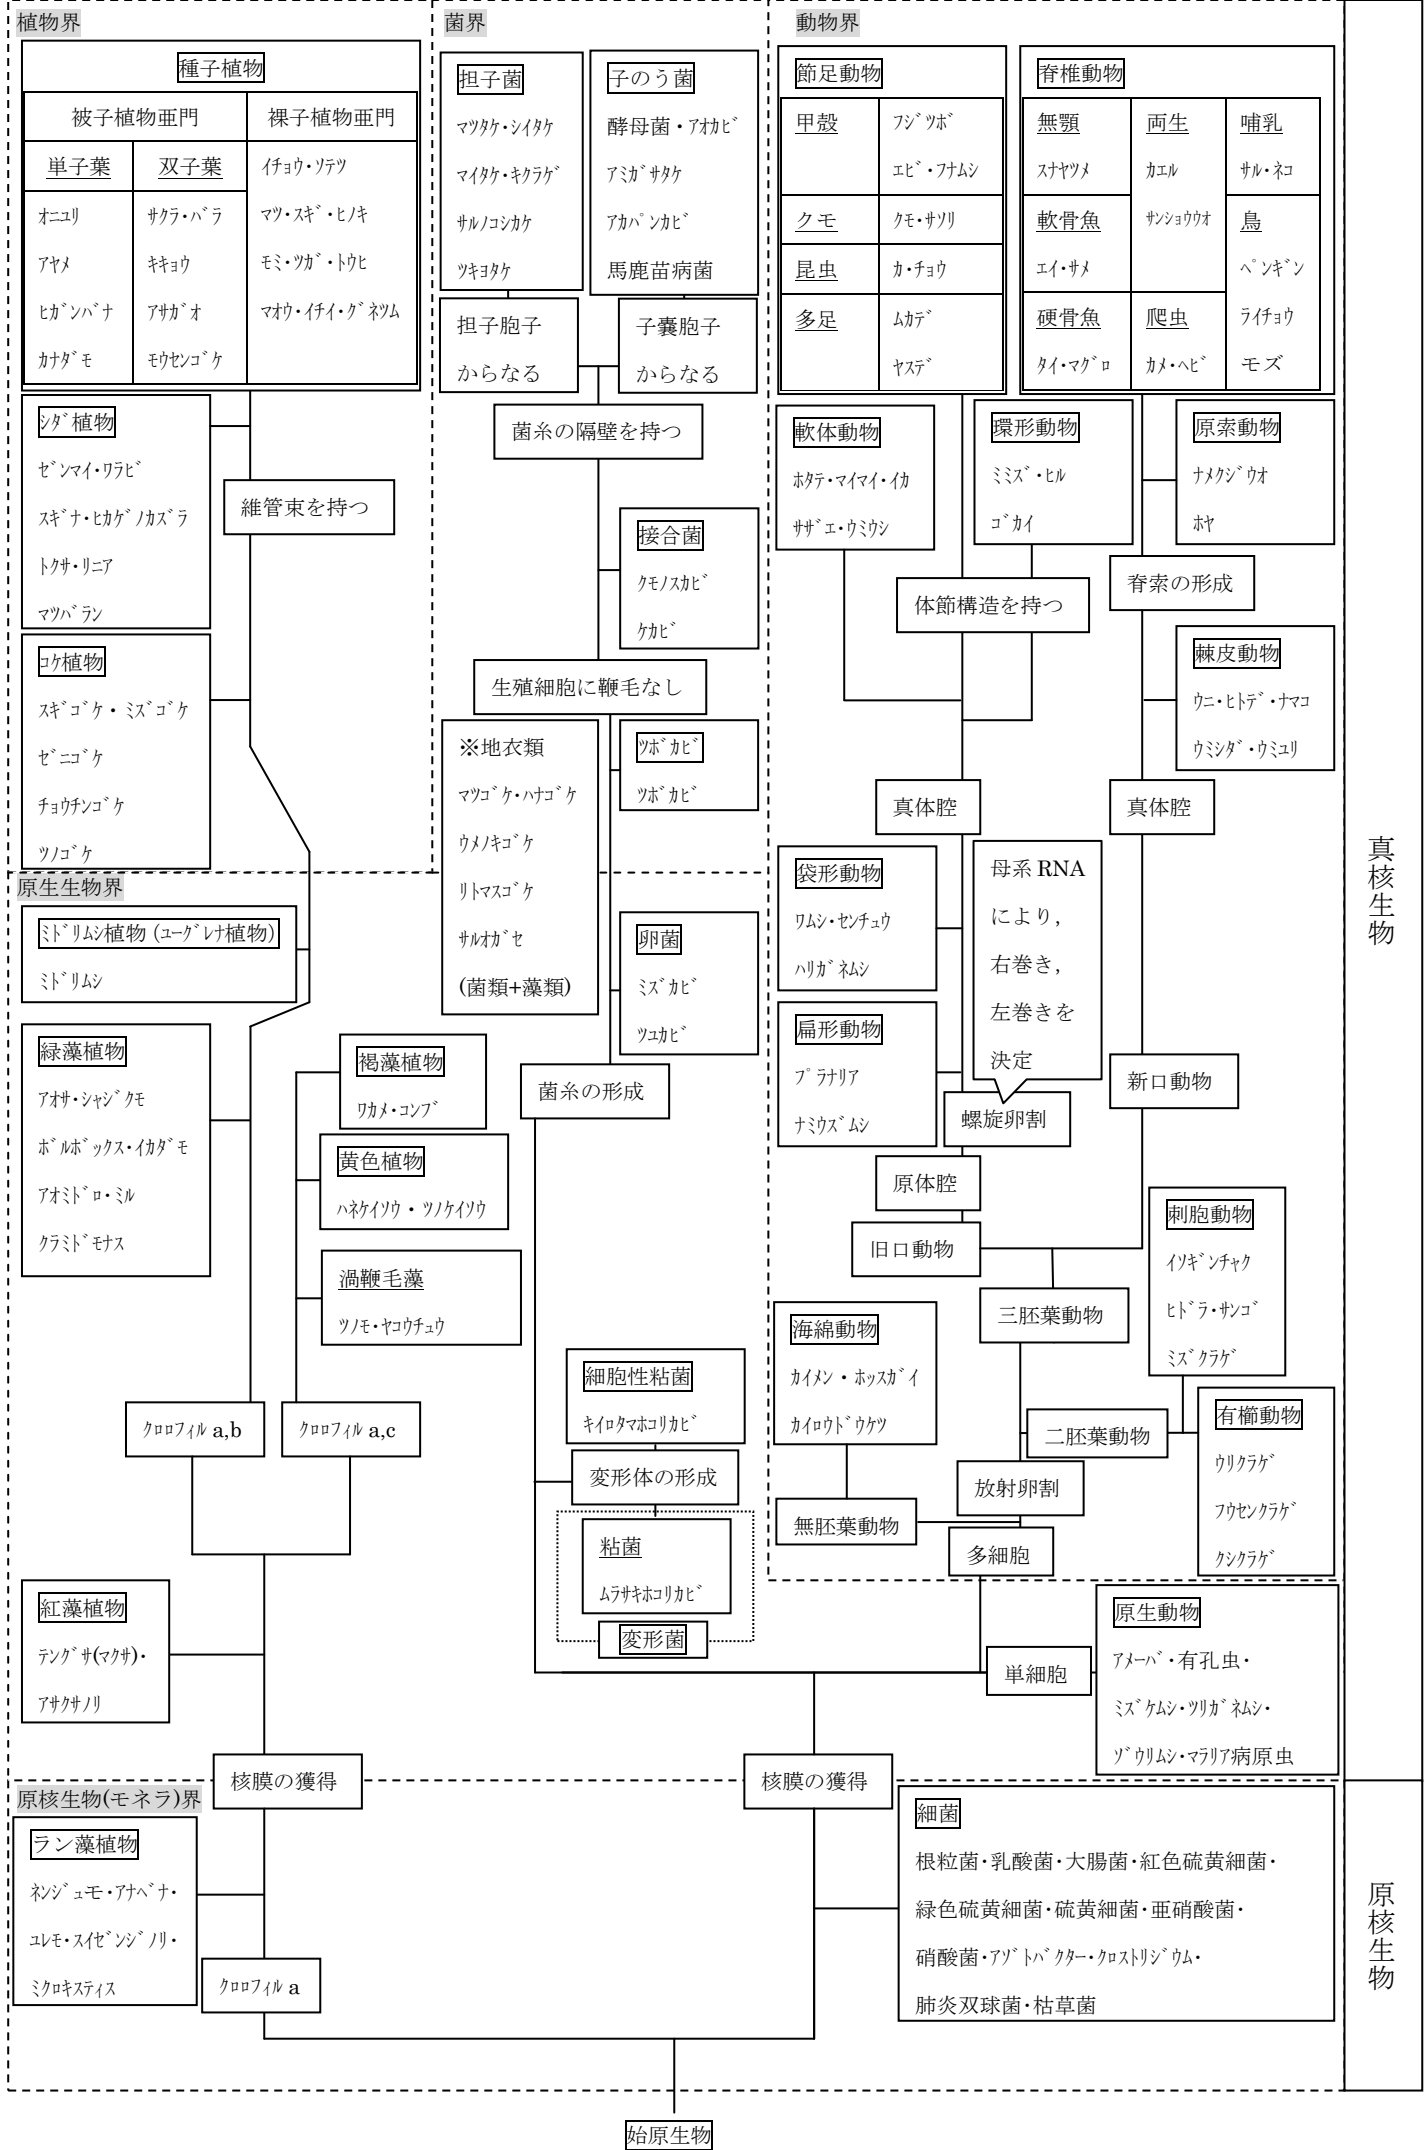 植物界
種子植物
被子植物亜門
裸子植物亜門
単子葉
双子葉
オニユリ
アヤメ
ヒガンバナ
カナダモ
サクラ・バラ
キキョウ
アサガオ
モウセンゴケ
イチョウ・ソテツ
マツ・スギ・ヒノキ
モミ・ツガ・トウヒ
マオウ・イチイ・グネツム
シダ植物
ゼンマイ・ワラビ
スギナ・ヒカゲノカズラ
トクサ・リニア
マツバラン
維管束を持つ
コケ植物
スギゴケ・ミズゴケ
ゼニゴケ
チョウチンゴケ
ツノゴケ
菌界
担子菌
マツタケ・シイタケ
マイタケ・キクラゲ
サルノコシカケ
ツキヨタケ
子のう菌
酵母菌・アオカビ
アミガサタケ
アカパンカビ
馬鹿苗病菌
担子胞子
からなる
子嚢胞子
からなる
菌糸の隔壁を持つ
接合菌
クモノスカビ
ケカビ
生殖細胞に鞭毛なし
※地衣類
マツゴケ・ハナゴケ
ウメノキゴケ
リトマスゴケ
サルオガセ
(菌類+藻類)
ツボカビ
ツボカビ
卵菌
ミズカビ
ツユカビ
菌糸の形成
動物界
節足動物
甲殻
フジツボ
エビ・フナムシ
クモ
クモ・サソリ
昆虫
カ・チョウ
多足
ムカデ
ヤスデ
脊椎動物
無顎
スナヤツメ
軟骨魚
エイ・サメ
硬骨魚
タイ・マグロ
両生
カエル
サンショウウオ
爬虫
カメ・ヘビ
哺乳
サル・ネコ
鳥
ペンギン
ライチョウ
モズ
軟体動物
ホタテ・マイマイ・イカ
サザエ・ウミウシ
環形動物
ミミズ・ヒル
ゴカイ
原索動物
ナメクジウオ
ホヤ
体節構造を持つ
脊索の形成
棘皮動物
ウニ・ヒトデ・ナマコ
ウミシダ・ウミユリ
真体腔
真体腔
袋形動物
ワムシ・センチュウ
ハリガネムシ
母系 RNA
により,
右巻き,
左巻きを
決定
扁形動物
プラナリア
ナミウズムシ
螺旋卵割
新口動物
原体腔
旧口動物
三胚葉動物
刺胞動物
イソギンチャク
ヒドラ・サンゴ
ミズクラゲ
海綿動物
カイメン・ホッスガイ
カイロウドウケツ
二胚葉動物
有櫛動物
ウリクラゲ
フウセンクラゲ
クシクラゲ
放射卵割
無胚葉動物
多細胞
真核生物
原生生物界
ミドリムシ植物 (ユーグレナ植物)
ミドリムシ
緑藻植物
アオサ・シャジクモ
ボルボックス・イカダモ
アオミドロ・ミル
クラミドモナス
褐藻植物
ワカメ・コンブ
黄色植物
ハネケイソウ・ツノケイソウ
渦鞭毛藻
ツノモ・ヤコウチュウ
クロロフィル a,b
クロロフィル a,c
細胞性粘菌
キイロタマホコリカビ
変形体の形成
粘菌
ムラサキホコリカビ
変形菌
紅藻植物
テングサ(マクサ)・
アサクサノリ
単細胞
原生動物
アメーバ・有孔虫・
ミズケムシ・ツリガネムシ・
ゾウリムシ・マラリア病原虫
核膜の獲得
核膜の獲得
原核生物(モネラ)界
ラン藻植物
ネンジュモ・アナベナ・
ユレモ・スイゼンジノリ・
ミクロキスティス
クロロフィル a
細菌
根粒菌・乳酸菌・大腸菌・紅色硫黄細菌・
緑色硫黄細菌・硫黄細菌・亜硝酸菌・
硝酸菌・アゾトバクター・クロストリジウム・
肺炎双球菌・枯草菌
原核生物
始原生物